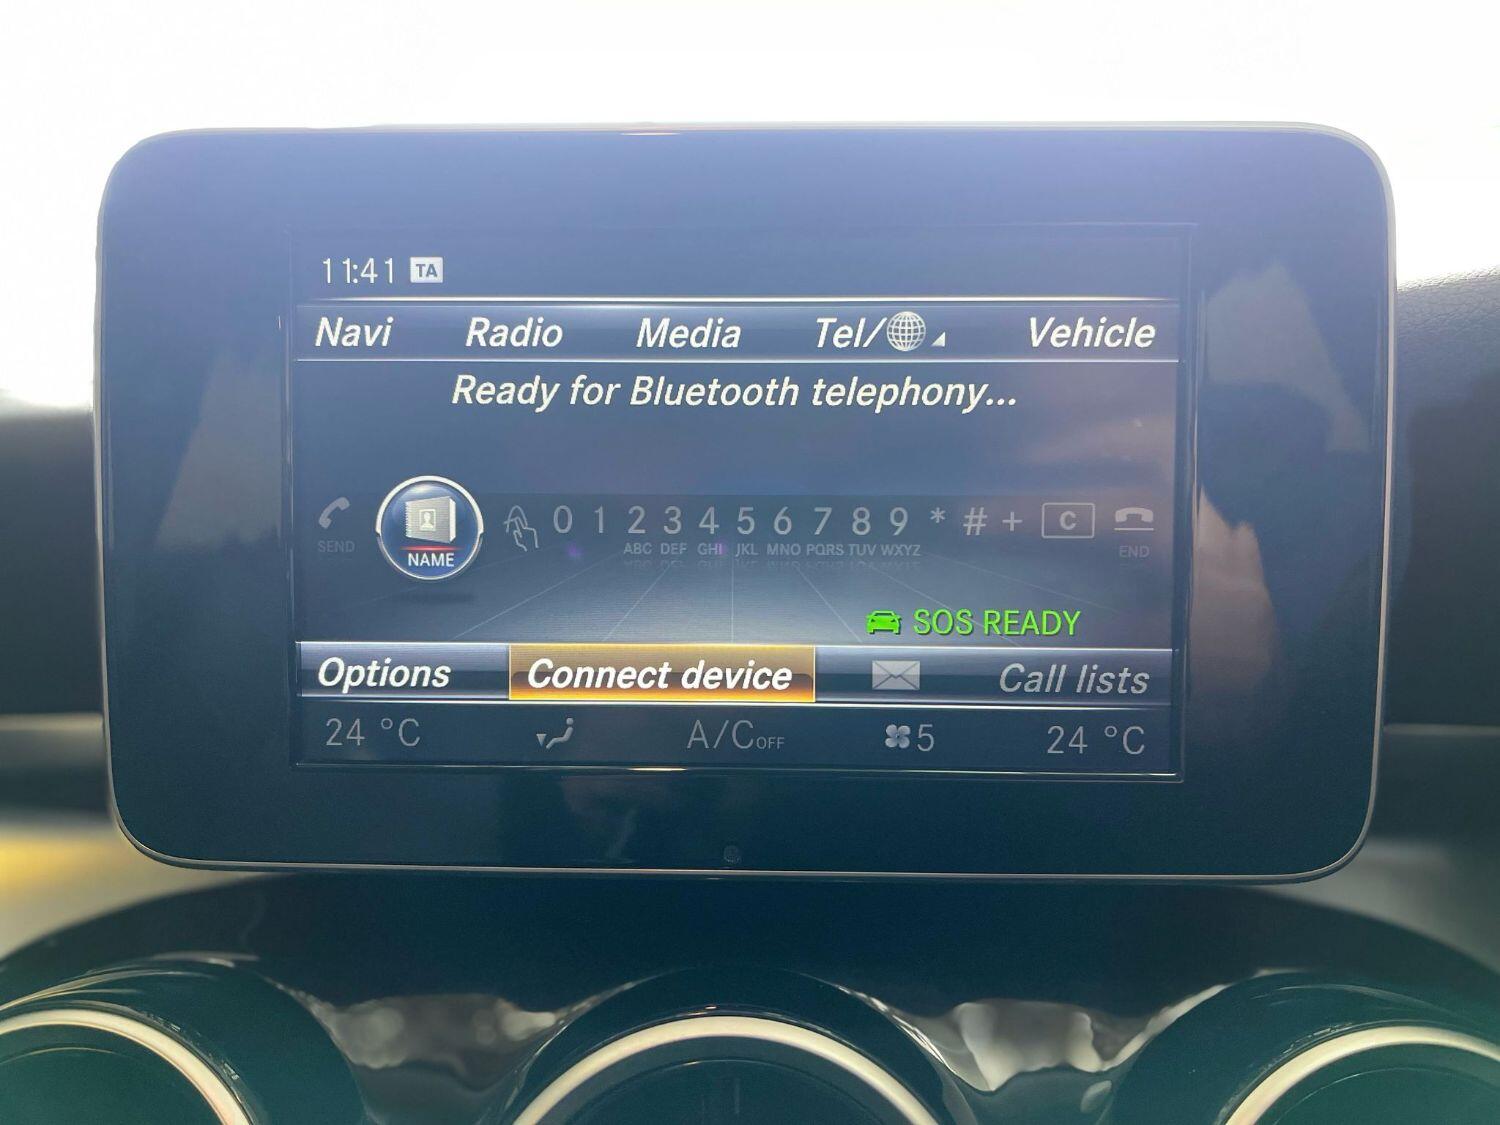 11:41 TA
Navi Radio Media Tel/ Vehicle
Ready for Bluetooth telephony...
0 1 2 3 4 5 6 7 8 9 * # + C
SEND NAME ABC DEF GHI JKL MNO PQRS TUV WXYZ END
SOS READY
Options Connect device Call lists
24 °C A/C OFF 5 24 °C